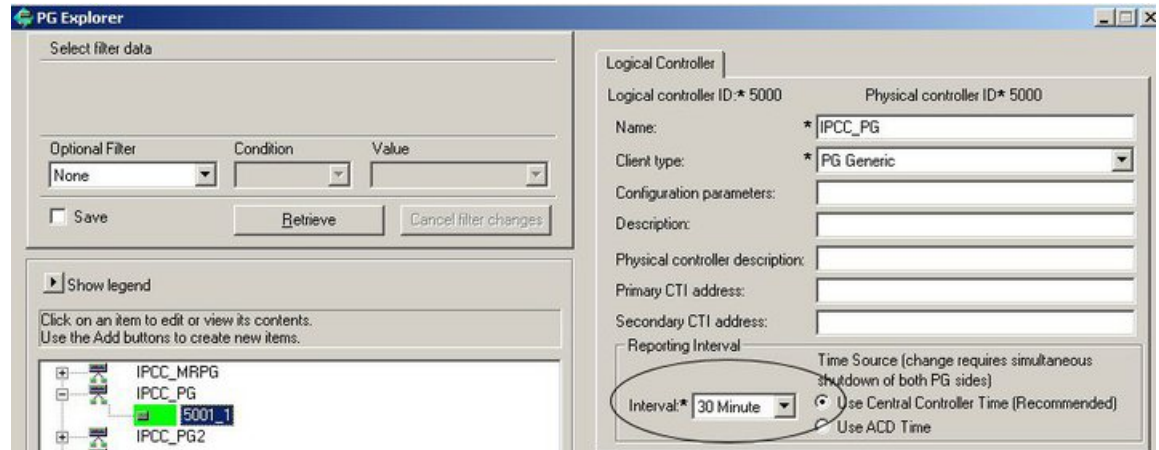 PG Explorer
Select filter data
Optional Filter Condition Value
None
Save Retrieve Cancel filter changes
Show legend
Click on an item to edit or view its contents.
Use the Add buttons to create new items.
IPCC_MRPG
IPCC_PG
5001_1
IPCC_PG2
Logical Controller
Logical controller ID:* 5000 Physical controller ID* 5000
Name: * IPCC_PG
Client type: * PG Generic
Configuration parameters:
Description:
Physical controller description:
Primary CTI address:
Secondary CTI address:
Reporting Interval
Time Source (change requires simultaneous
shutdown of both PG sides)
Interval:* 30 Minute
Use Central Controller Time (Recommended)
Use ACD Time